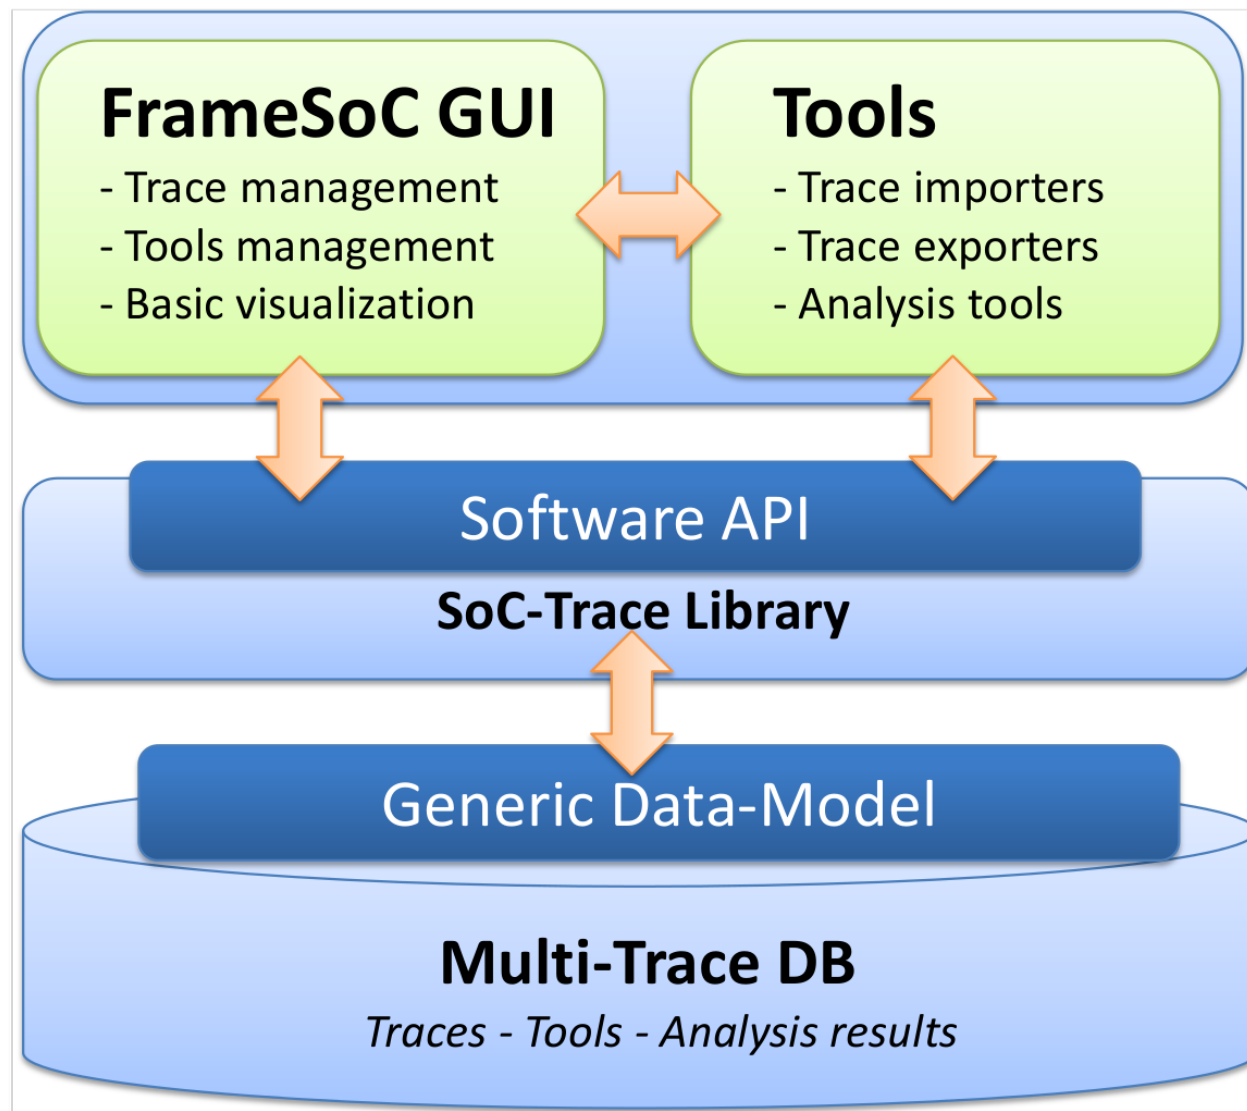 FrameSoC GUI
- Trace management
- Tools management
- Basic visualization
Tools
- Trace importers
- Trace exporters
- Analysis tools
Software API
SoC-Trace Library
Generic Data-Model
Multi-Trace DB
Traces - Tools - Analysis results